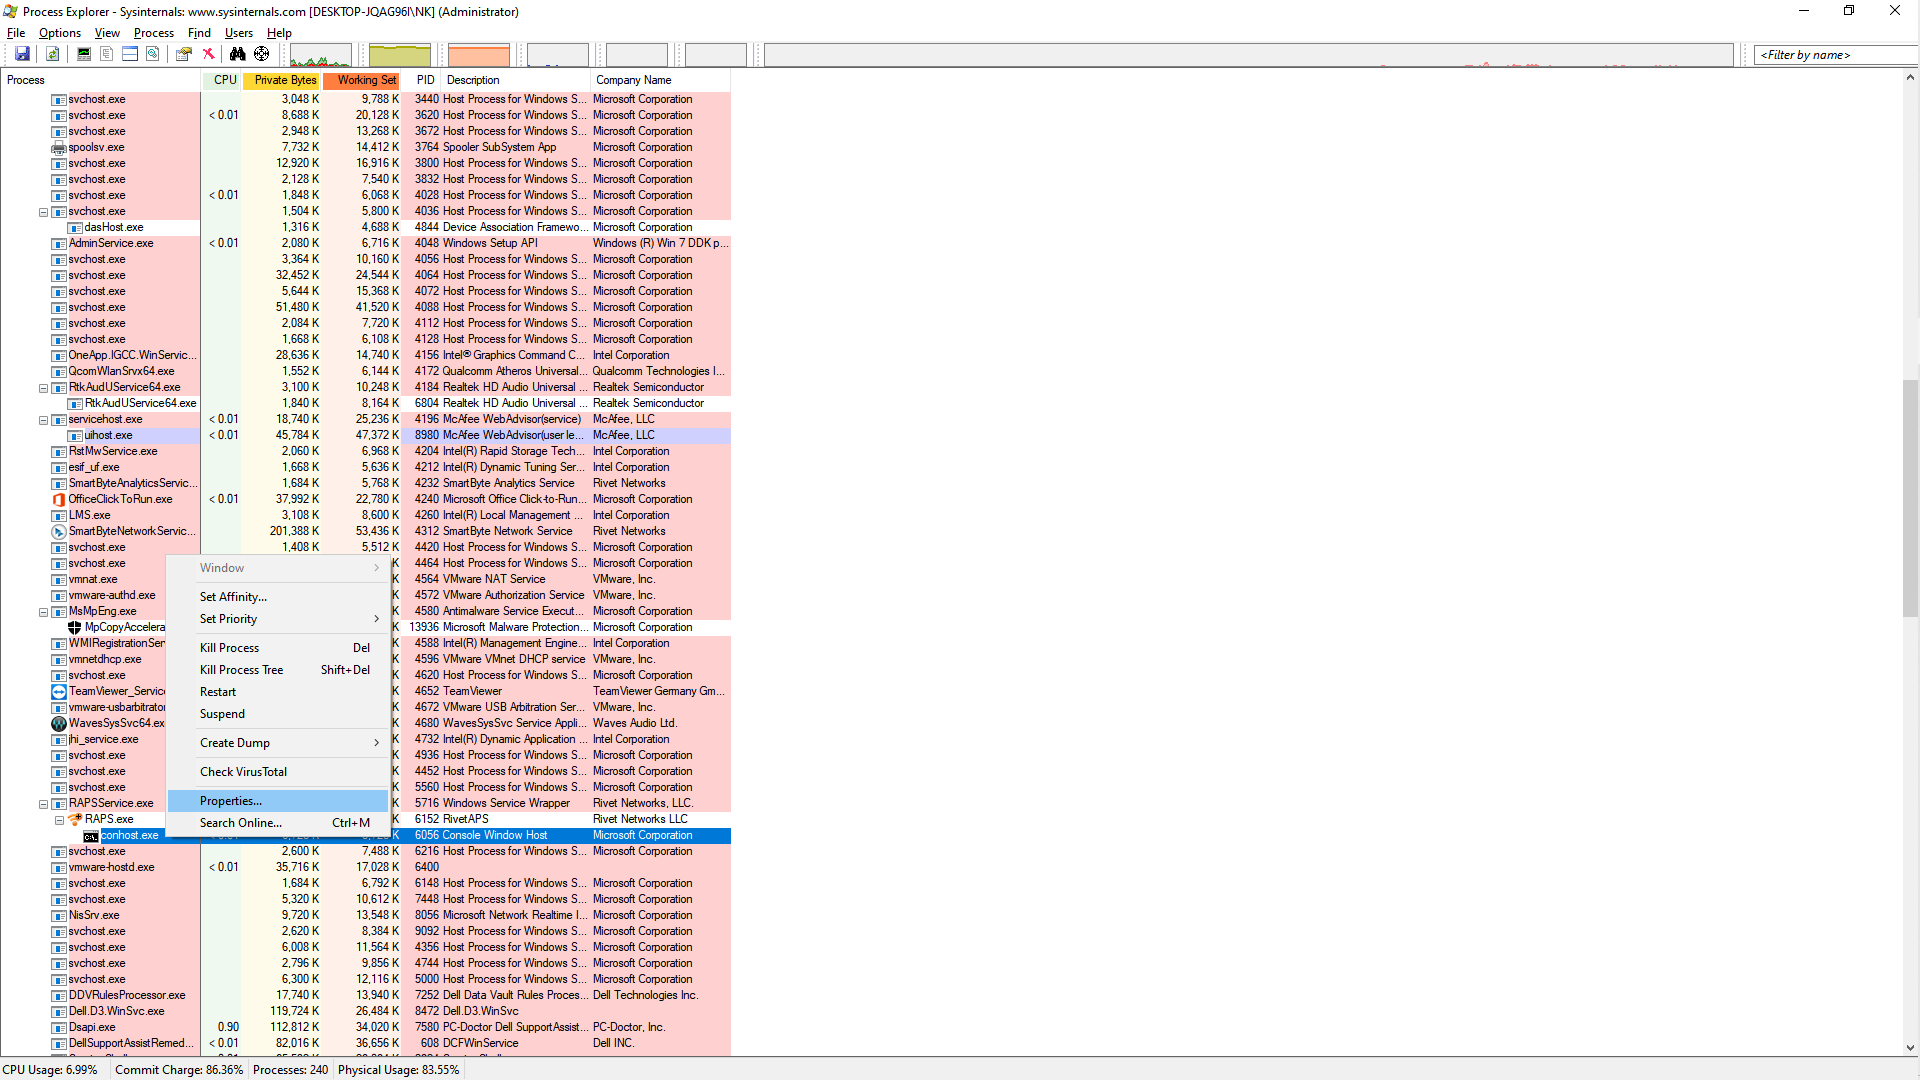 Process Explorer - Sysinternals: www.sysinternals.com [DESKTOP-JQAG96I\NK] (Administrator)
File Options View Process Find Users Help
<Filter by name>
Process CPU Private Bytes Working Set PID Description Company Name
svchost.exe 3,048 K 9,788 K 3440 Host Process for Windows S... Microsoft Corporation
svchost.exe < 0.01 8,688 K 20,128 K 3620 Host Process for Windows S... Microsoft Corporation
svchost.exe 2,948 K 13,268 K 3672 Host Process for Windows S... Microsoft Corporation
spoolsv.exe 7,732 K 14,412 K 3764 Spooler SubSystem App Microsoft Corporation
svchost.exe 12,920 K 16,916 K 3800 Host Process for Windows S... Microsoft Corporation
svchost.exe 2,128 K 7,540 K 3832 Host Process for Windows S... Microsoft Corporation
svchost.exe < 0.01 1,848 K 6,068 K 4028 Host Process for Windows S... Microsoft Corporation
svchost.exe 1,504 K 5,800 K 4036 Host Process for Windows S... Microsoft Corporation
dasHost.exe 1,316 K 4,688 K 4844 Device Association Framewo... Microsoft Corporation
AdminService.exe < 0.01 2,080 K 6,716 K 4048 Windows Setup API Windows (R) Win 7 DDK p...
svchost.exe 3,364 K 10,160 K 4056 Host Process for Windows S... Microsoft Corporation
svchost.exe 32,452 K 24,544 K 4064 Host Process for Windows S... Microsoft Corporation
svchost.exe 5,644 K 15,368 K 4072 Host Process for Windows S... Microsoft Corporation
svchost.exe 51,480 K 41,520 K 4088 Host Process for Windows S... Microsoft Corporation
svchost.exe 2,084 K 7,720 K 4112 Host Process for Windows S... Microsoft Corporation
svchost.exe 1,668 K 6,108 K 4128 Host Process for Windows S... Microsoft Corporation
OneApp.IGCC.WinServic... 28,636 K 14,740 K 4156 Intel® Graphics Command C... Intel Corporation
QcomWlanSrvx64.exe 1,552 K 6,144 K 4172 Qualcomm Atheros Universal... Qualcomm Technologies I...
RtkAudUService64.exe 3,100 K 10,248 K 4184 Realtek HD Audio Universal ... Realtek Semiconductor
RtkAudUService64.exe 1,840 K 8,164 K 6804 Realtek HD Audio Universal ... Realtek Semiconductor
servicehost.exe < 0.01 18,740 K 25,236 K 4196 McAfee WebAdvisor(service) McAfee, LLC
uihost.exe < 0.01 45,784 K 47,372 K 8980 McAfee WebAdvisor(user le... McAfee, LLC
RstMwService.exe 2,060 K 6,968 K 4204 Intel(R) Rapid Storage Tech... Intel Corporation
esif_uf.exe 1,668 K 5,636 K 4212 Intel(R) Dynamic Tuning Ser... Intel Corporation
SmartByteAnalyticsServic... 1,684 K 5,768 K 4232 SmartByte Analytics Service Rivet Networks
OfficeClickToRun.exe < 0.01 37,992 K 22,780 K 4240 Microsoft Office Click-to-Run... Microsoft Corporation
LMS.exe 3,108 K 8,600 K 4260 Intel(R) Local Management ... Intel Corporation
SmartByteNetworkServic... 201,388 K 53,436 K 4312 SmartByte Network Service Rivet Networks
svchost.exe 1,408 K 5,512 K 4420 Host Process for Windows S... Microsoft Corporation
svchost.exe K 4464 Host Process for Windows S... Microsoft Corporation
vmnat.exe K 4564 VMware NAT Service VMware, Inc.
vmware-authd.exe K 4572 VMware Authorization Service VMware, Inc.
MsMpEng.exe K 4580 Antimalware Service Execut... Microsoft Corporation
MpCopyAccelera K 13936 Microsoft Malware Protection... Microsoft Corporation
WMIRegistrationSer K 4588 Intel(R) Management Engine... Intel Corporation
vmnetdhcp.exe K 4596 VMware VMnet DHCP service VMware, Inc.
svchost.exe K 4620 Host Process for Windows S... Microsoft Corporation
TeamViewer_Service K 4652 TeamViewer TeamViewer Germany Gm...
vmware-usbarbitrator K 4672 VMware USB Arbitration Ser... VMware, Inc.
WavesSysSvc64.ex K 4680 WavesSysSvc Service Appli... Waves Audio Ltd.
jhi_service.exe K 4732 Intel(R) Dynamic Application ... Intel Corporation
svchost.exe K 4936 Host Process for Windows S... Microsoft Corporation
svchost.exe K 4452 Host Process for Windows S... Microsoft Corporation
svchost.exe K 5560 Host Process for Windows S... Microsoft Corporation
RAPSService.exe K 5716 Windows Service Wrapper Rivet Networks, LLC.
RAPS.exe K 6152 RivetAPS Rivet Networks LLC
conhost.exe K 6056 Console Window Host Microsoft Corporation
Window
Set Affinity...
Set Priority
Kill Process Del
Kill Process Tree Shift+Del
Restart
Suspend
Create Dump
Check VirusTotal
Properties...
Search Online... Ctrl+M
svchost.exe 2,600 K 7,488 K 6216 Host Process for Windows S... Microsoft Corporation
vmware-hostd.exe < 0.01 35,716 K 17,028 K 6400
svchost.exe 1,684 K 6,792 K 6148 Host Process for Windows S... Microsoft Corporation
svchost.exe 5,320 K 10,612 K 7448 Host Process for Windows S... Microsoft Corporation
NisSrv.exe 9,720 K 13,548 K 8056 Microsoft Network Realtime I... Microsoft Corporation
svchost.exe 2,620 K 8,384 K 9092 Host Process for Windows S... Microsoft Corporation
svchost.exe 6,008 K 11,564 K 4356 Host Process for Windows S... Microsoft Corporation
svchost.exe 2,796 K 9,856 K 4744 Host Process for Windows S... Microsoft Corporation
svchost.exe 6,300 K 12,116 K 5000 Host Process for Windows S... Microsoft Corporation
DDVRulesProcessor.exe 17,740 K 13,940 K 7252 Dell Data Vault Rules Proces... Dell Technologies Inc.
Dell.D3.WinSvc.exe 119,724 K 26,484 K 8472 Dell.D3.WinSvc
Dsapi.exe 0.90 112,812 K 34,020 K 7580 PC-Doctor Dell SupportAssist... PC-Doctor, Inc.
DellSupportAssistRemed... < 0.01 82,016 K 36,656 K 608 DCFWinService Dell INC.
CPU Usage: 6.99% Commit Charge: 86.36% Processes: 240 Physical Usage: 83.55%